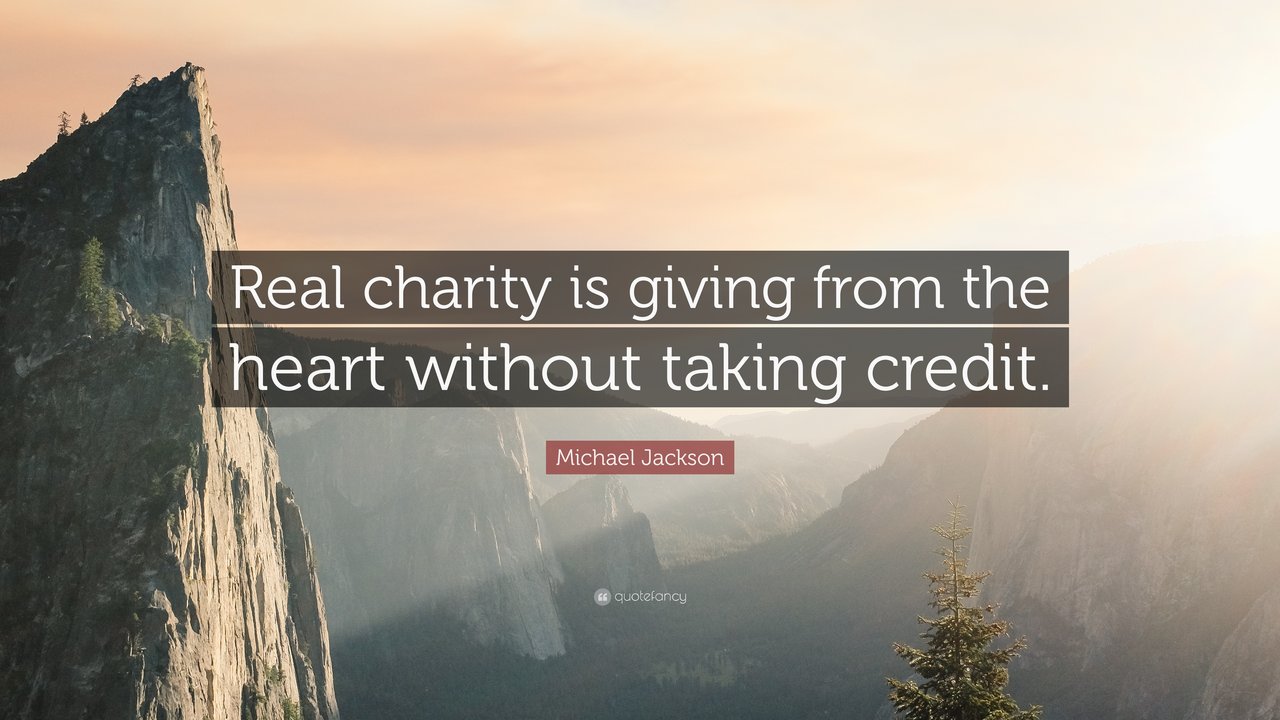 Real charity is giving from the
heart without taking credit.
Michael Jackson
quotefancy